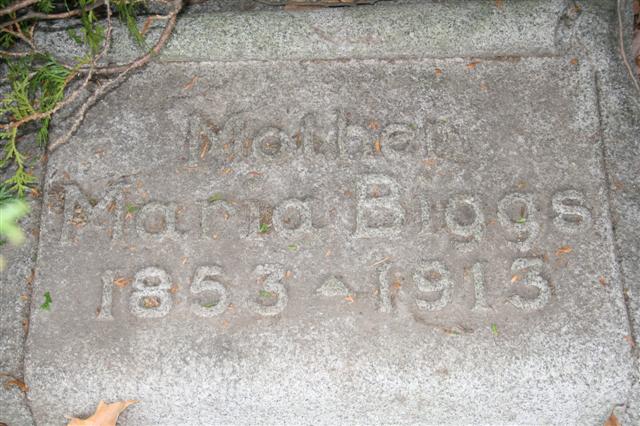 Mother
Maria Biggs
1853 ▲ 1913